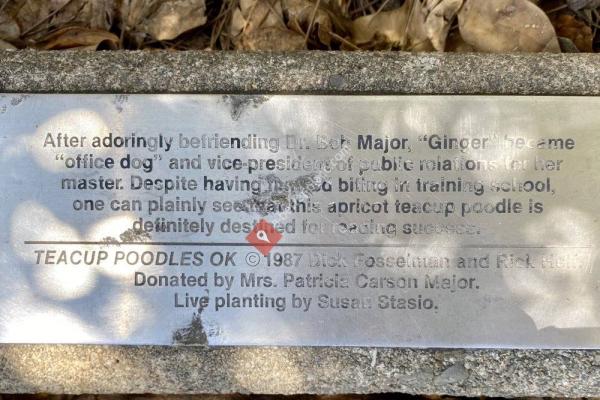 After adoringly befriending Dr. Bob Major, “Ginger” became
“office dog” and vice-president of public relations for her
master. Despite having biting in training school,
one can plainly see that this apricot teacup poodle is
definitely destined for success.
TEACUP POODLES OK © 1987 Dick Fosselman and Rick
Donated by Mrs. Patricia Carson Major.
Live planting by Susan Stasio.